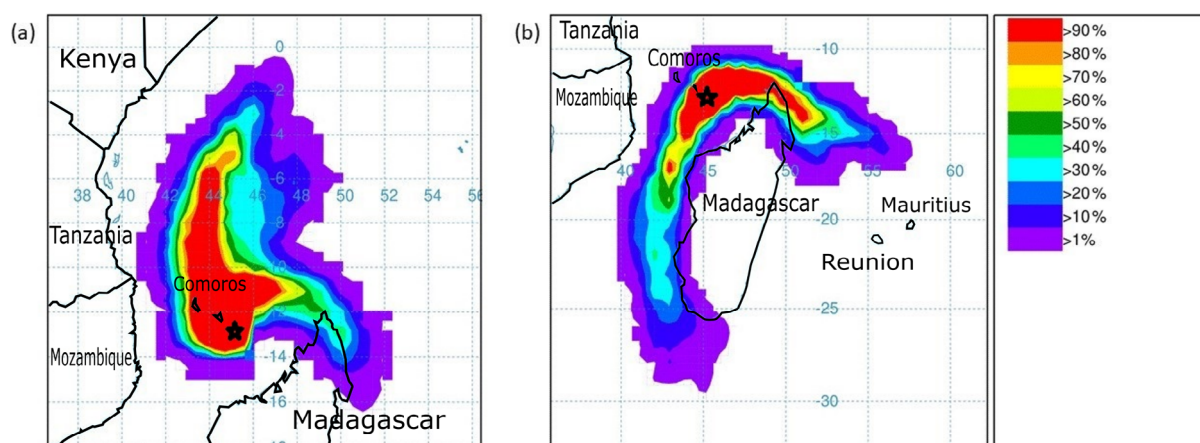 (a)
Kenya
0
-2
-4
-6
38 40 42 44 46 48 50 52 54 56
-8
Tanzania
-10
Comoros
Mozambique
-14
-16
Madagascar
(b)
Tanzania
-10
Comoros
Mozambique
-15
40 45 50 55 60
Madagascar
-20
Mauritius
Reunion
-25
-30
>90%
>80%
>70%
>60%
>50%
>40%
>30%
>20%
>10%
>1%